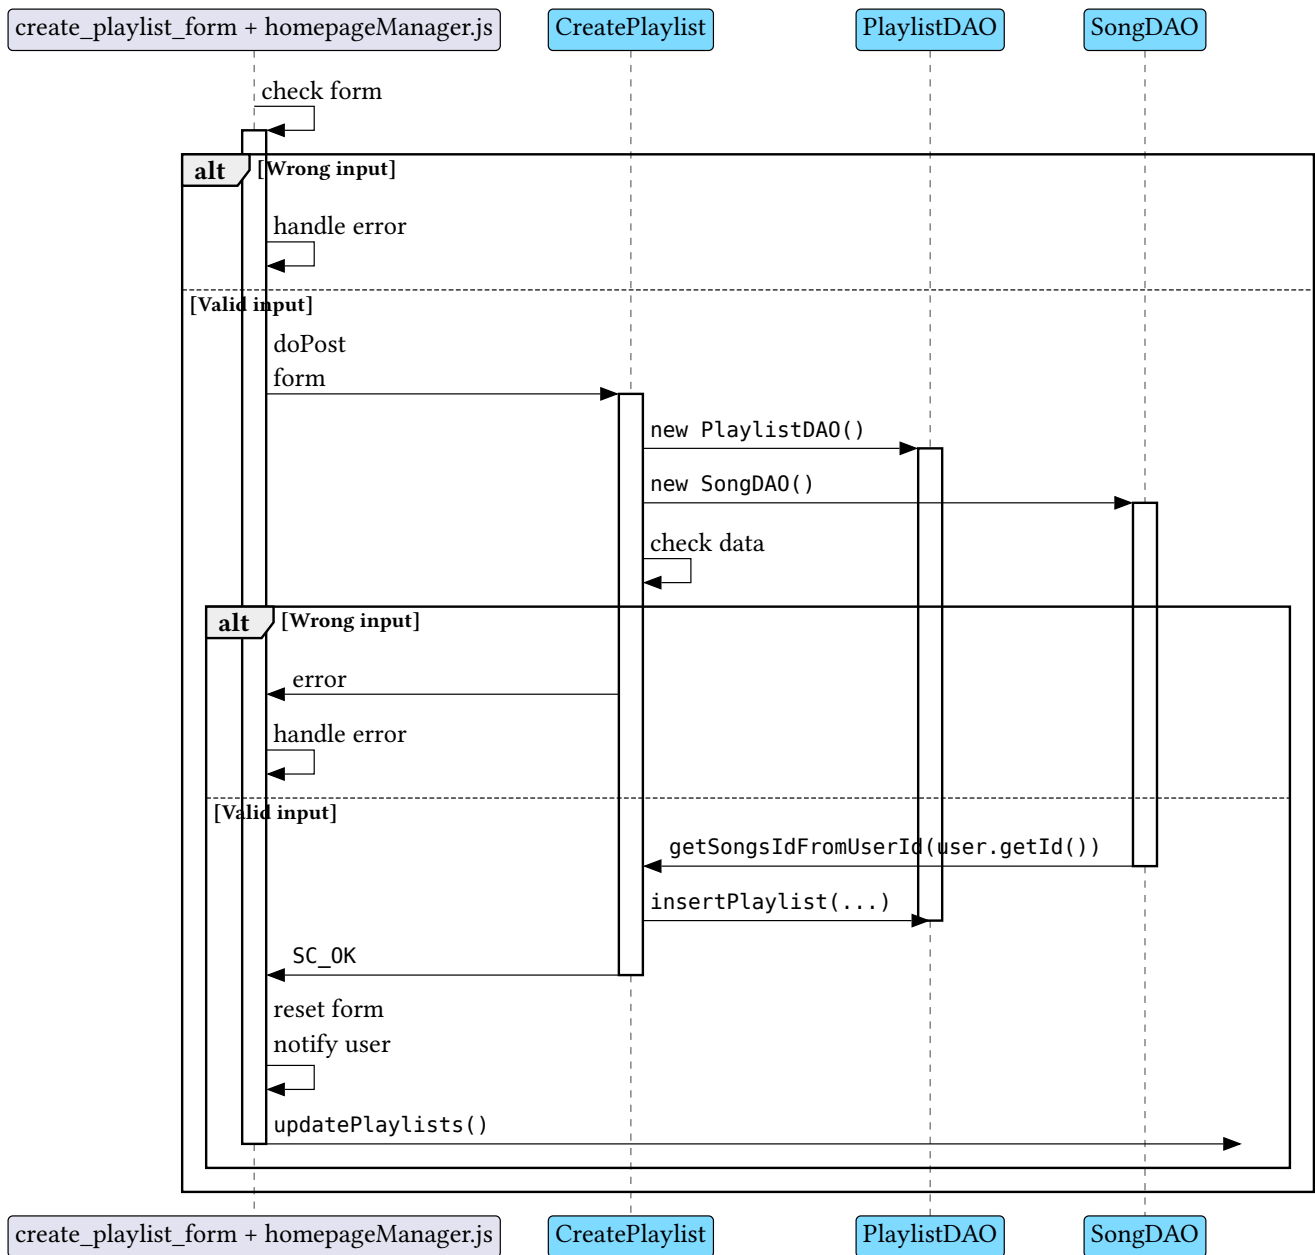 create_playlist_form + homepageManager.js
CreatePlaylist
PlaylistDAO
SongDAO
check form
alt
[Wrong input]
handle error
[Valid input]
doPost
form
new PlaylistDAO()
new SongDAO()
check data
alt
[Wrong input]
error
handle error
[Valid input]
getSongsIdFromUserId(user.getId())
insertPlaylist(...)
SC_OK
reset form
notify user
updatePlaylists()
create_playlist_form + homepageManager.js
CreatePlaylist
PlaylistDAO
SongDAO